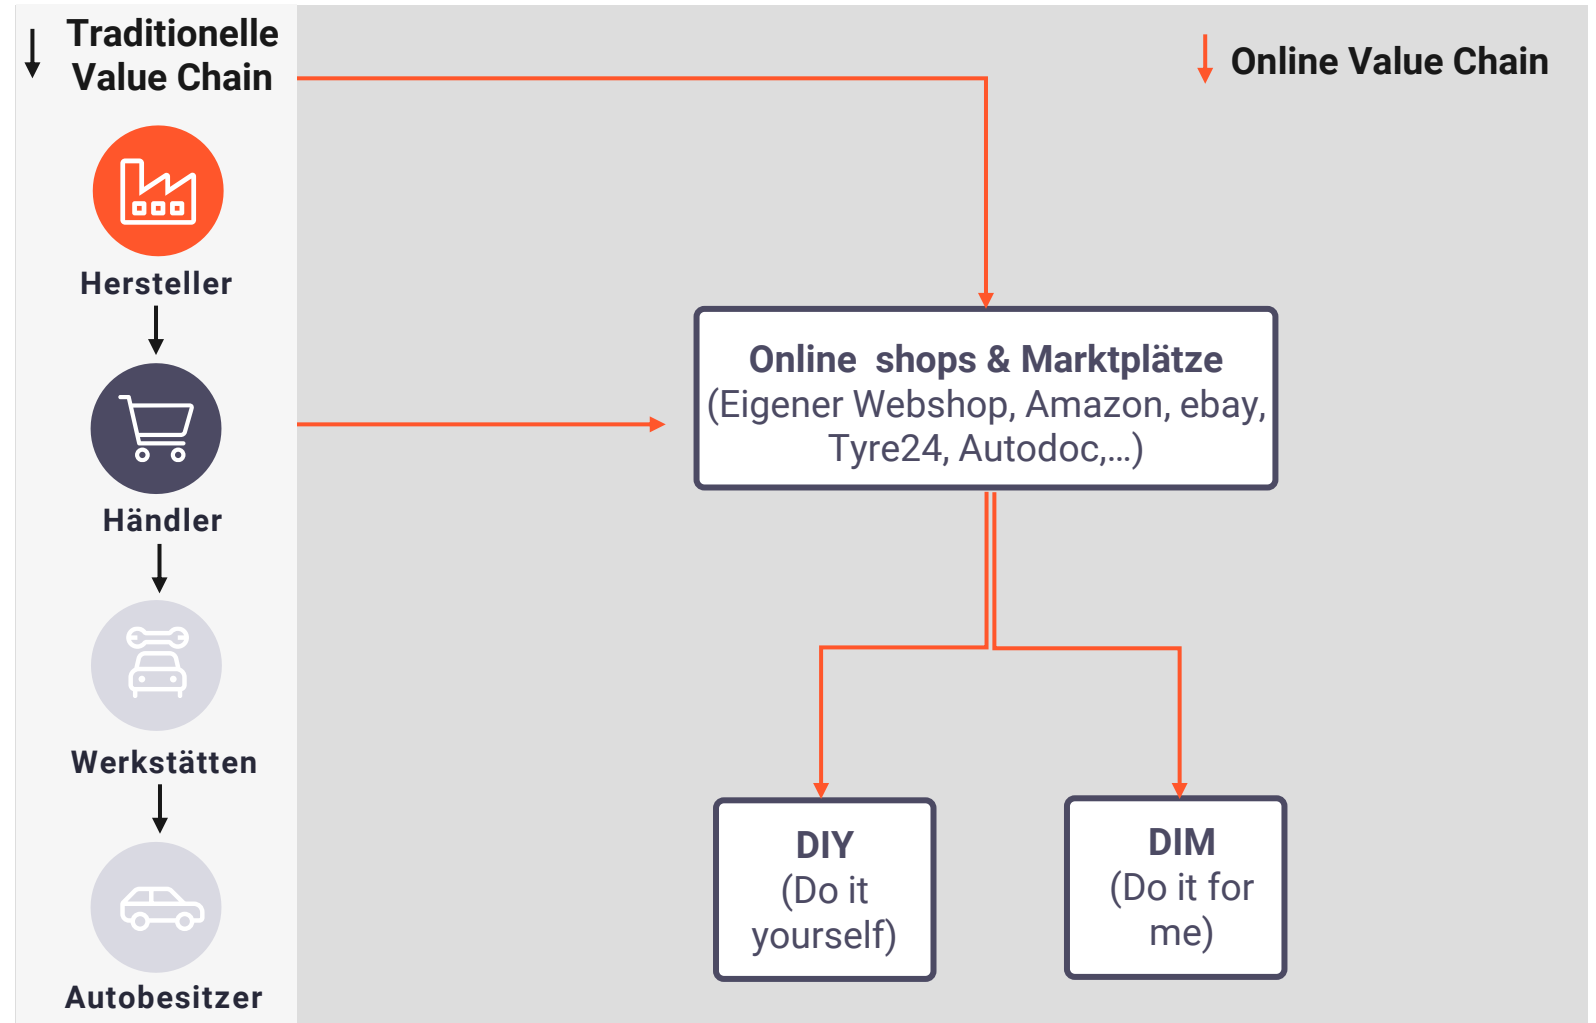 Traditionelle
Value Chain
Online Value Chain
Hersteller
Händler
Werkstätten
Autobesitzer
Online  shops & Marktplätze
(Eigener Webshop, Amazon, ebay,
Tyre24, Autodoc,...)
DIY
(Do it
yourself)
DIM
(Do it for
me)